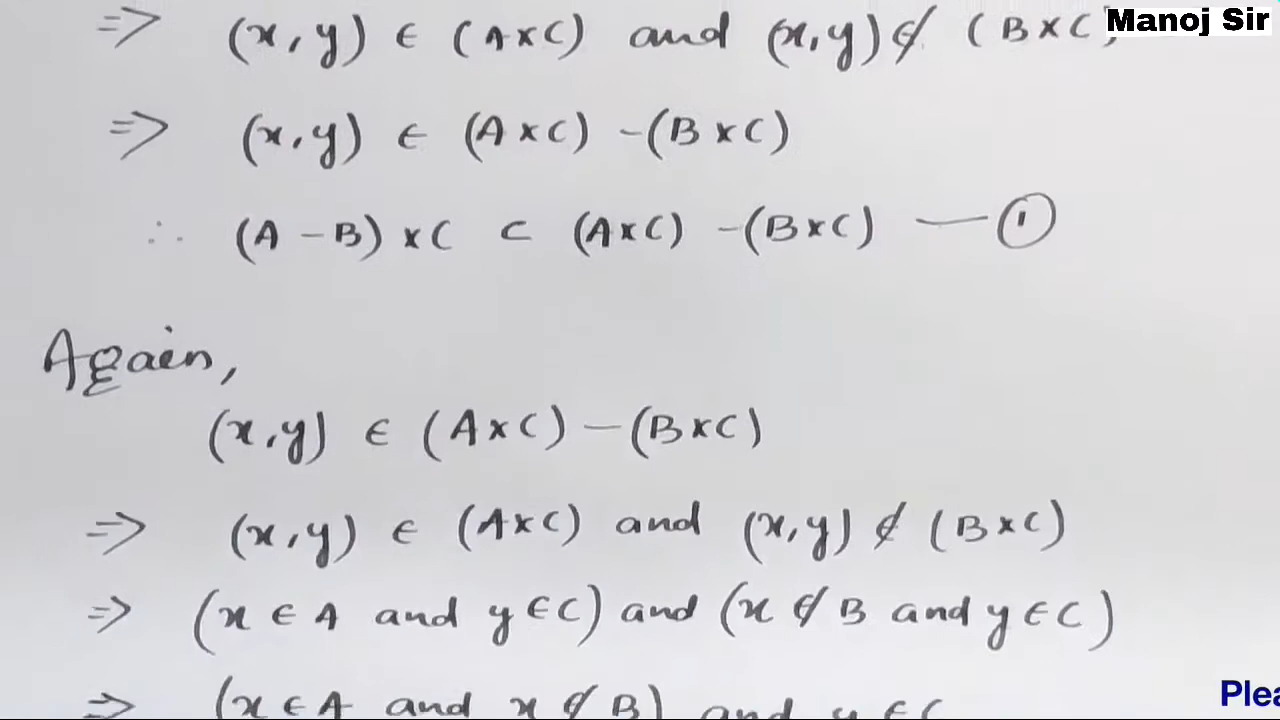 ⇒ (x, y) ∈ (A×C) and (x, y) ∉ (B×C)
Manoj Sir
⇒ (x, y) ∈ (A×C) - (B×C)
∴ (A - B) × C ⊂ (A×C) - (B×C) — ①
Again,
(x, y) ∈ (A×C) - (B×C)
⇒ (x, y) ∈ (A×C) and (x, y) ∉ (B×C)
⇒ (x ∈ A and y ∈ C) and (x ∉ B and y ∈ C)
⇒ (x ∈ A and x ∉ B) and y ∈ C